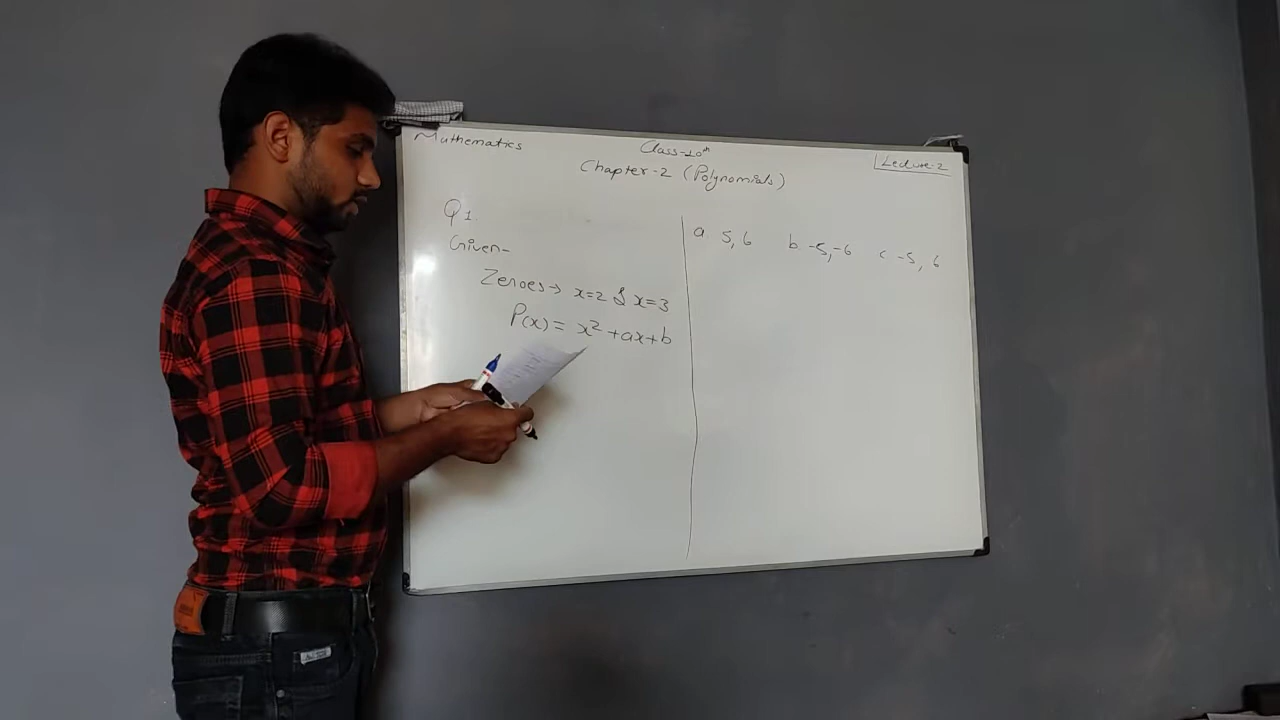 Mathematics
Class-10th
Lecture-2
Chapter-2 (Polynomials)
Q1
Given-
Zeroes→ x=2 & x=3
P(x) = x² +ax+b
a. 5, 6 b. -5, -6 c -5, 6